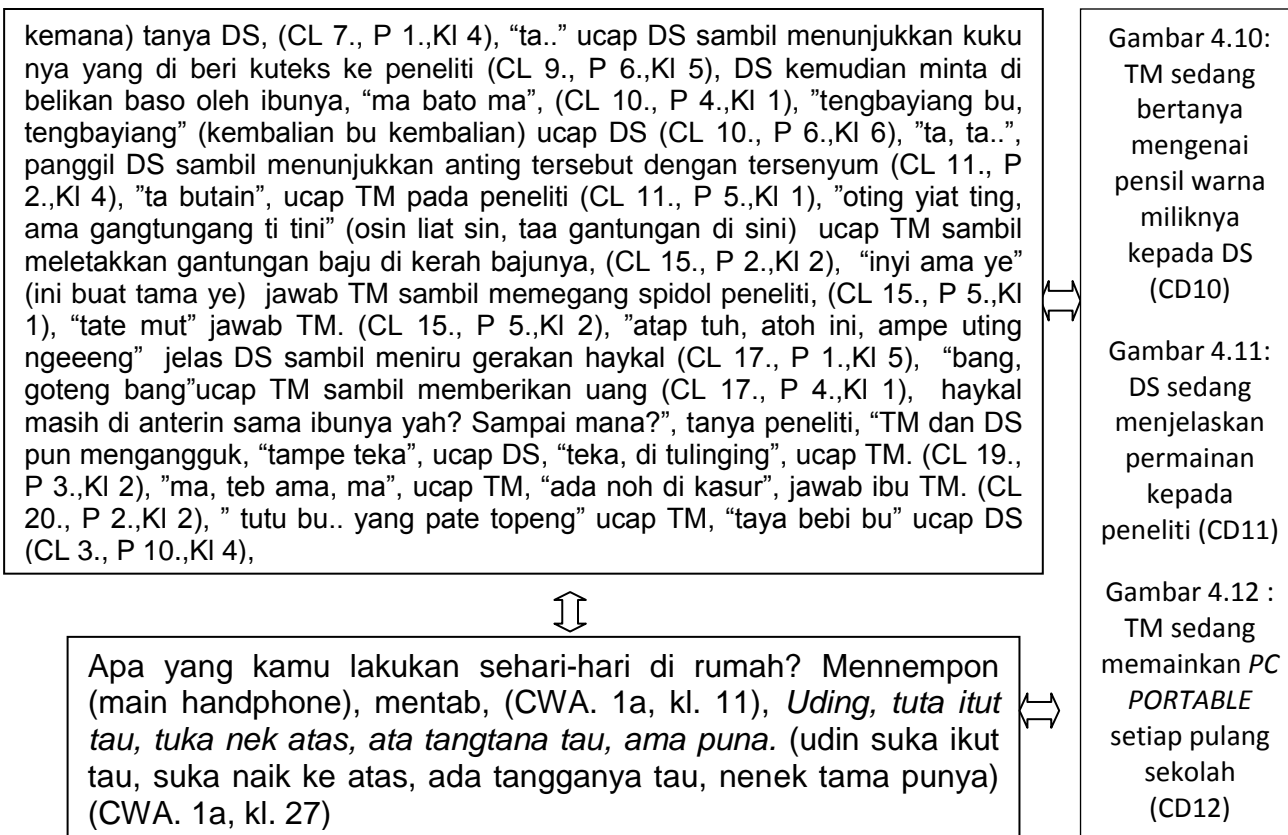 kemana) tanya DS, (CL 7., P 1.,Kl 4), “ta..” ucap DS sambil menunjukkan kuku
nya yang di beri kuteks ke peneliti (CL 9., P 6.,Kl 5), DS kemudian minta di
belikan baso oleh ibunya, “ma bato ma”, (CL 10., P 4.,Kl 1), ”tengbayiang bu,
tengbayiang” (kembalian bu kembalian) ucap DS (CL 10., P 6.,Kl 6), ”ta, ta..”,
panggil DS sambil menunjukkan anting tersebut dengan tersenyum (CL 11., P
2.,Kl 4), ”ta butain”, ucap TM pada peneliti (CL 11., P 5.,Kl 1), ”oting yiat ting,
ama gangtungang ti tini” (osin liat sin, taa gantungan di sini) ucap TM sambil
meletakkan gantungan baju di kerah bajunya, (CL 15., P 2.,Kl 2), “inyi ama ye”
(ini buat tama ye) jawab TM sambil memegang spidol peneliti, (CL 15., P 5.,Kl
1), “tate mut” jawab TM. (CL 15., P 5.,Kl 2), ”atap tuh, atoh ini, ampe uting
ngeeeng” jelas DS sambil meniru gerakan haykal (CL 17., P 1.,Kl 5), “bang,
goteng bang”ucap TM sambil memberikan uang (CL 17., P 4.,Kl 1), haykal
masih di anterin sama ibunya yah? Sampai mana?”, tanya peneliti, “TM dan DS
pun mengangguk, “tampe teka”, ucap DS, “teka, di tulinging”, ucap TM. (CL 19.,
P 3.,Kl 2), ”ma, teb ama, ma”, ucap TM, “ada noh di kasur”, jawab ibu TM. (CL
20., P 2.,Kl 2), ” tutu bu.. yang pate topeng” ucap TM, “taya bebi bu” ucap DS
(CL 3., P 10.,Kl 4),
Apa yang kamu lakukan sehari-hari di rumah? Mennempon
(main handphone), mentab, (CWA. 1a, kl. 11), Uding, tuta itut
tau, tuka nek atas, ata tangtana tau, ama puna. (udin suka ikut
tau, suka naik ke atas, ada tangganya tau, nenek tama punya)
(CWA. 1a, kl. 27)
Gambar 4.10:
TM sedang
bertanya
mengenai
pensil warna
miliknya
kepada DS
(CD10)
Gambar 4.11:
DS sedang
menjelaskan
permainan
kepada
peneliti (CD11)
Gambar 4.12 :
TM sedang
memainkan PC
PORTABLE
setiap pulang
sekolah
(CD12)